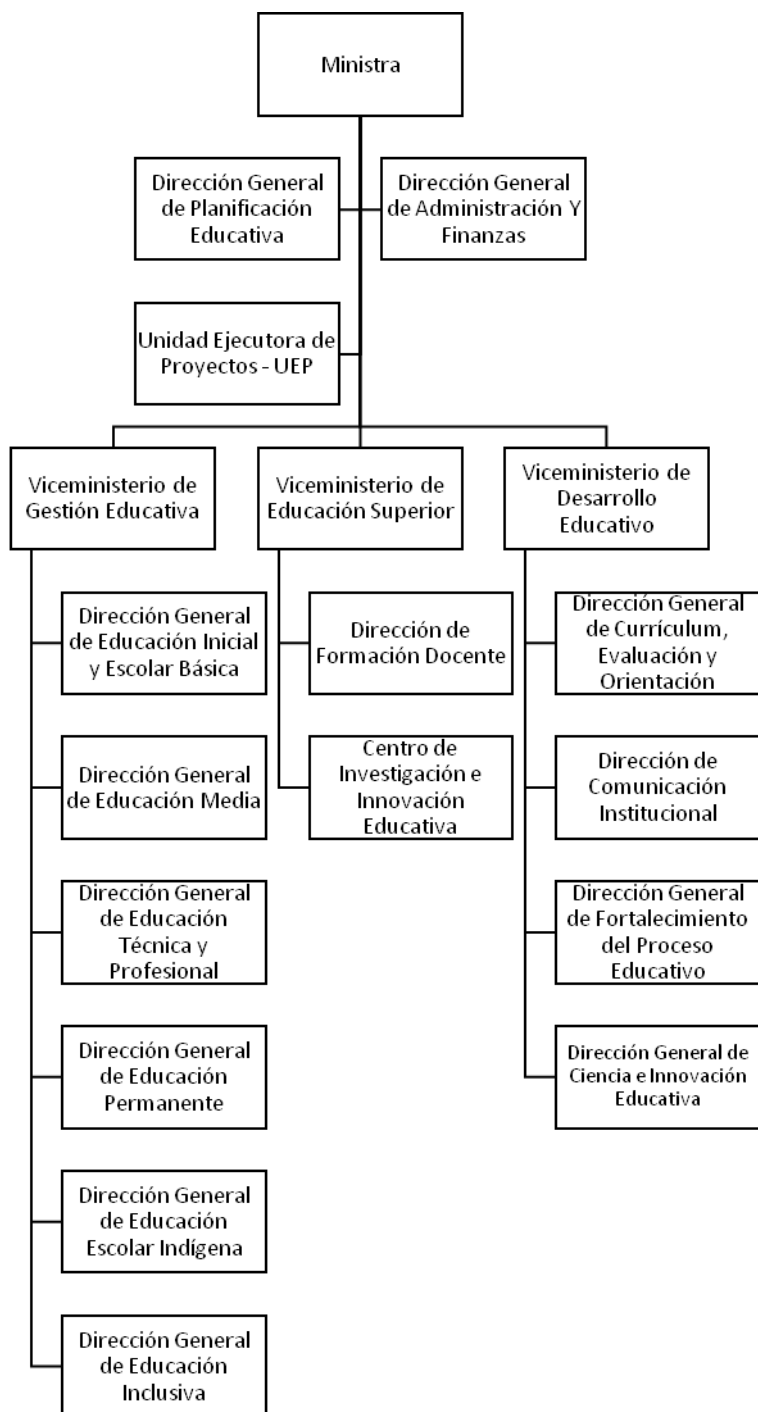 Ministra
Dirección General
de Planificación
Educativa
Dirección General
de Administración Y
Finanzas
Unidad Ejecutora de
Proyectos - UEP
Viceministerio de
Gestión Educativa
Viceministerio de
Educación Superior
Viceministerio de
Desarrollo
Educativo
Dirección General
de Educación Inicial
y Escolar Básica
Dirección General
de Educación Media
Dirección General
de Educación
Técnica y
Profesional
Dirección General
de Educación
Permanente
Dirección General
de Educación
Escolar Indígena
Dirección General
de Educación
Inclusiva
Dirección de
Formación Docente
Centro de
Investigación e
Innovación
Educativa
Dirección General
de Currículum,
Evaluación y
Orientación
Dirección de
Comunicación
Institucional
Dirección General
de Fortalecimiento
del Proceso
Educativo
Dirección General de
Ciencia e Innovación
Educativa